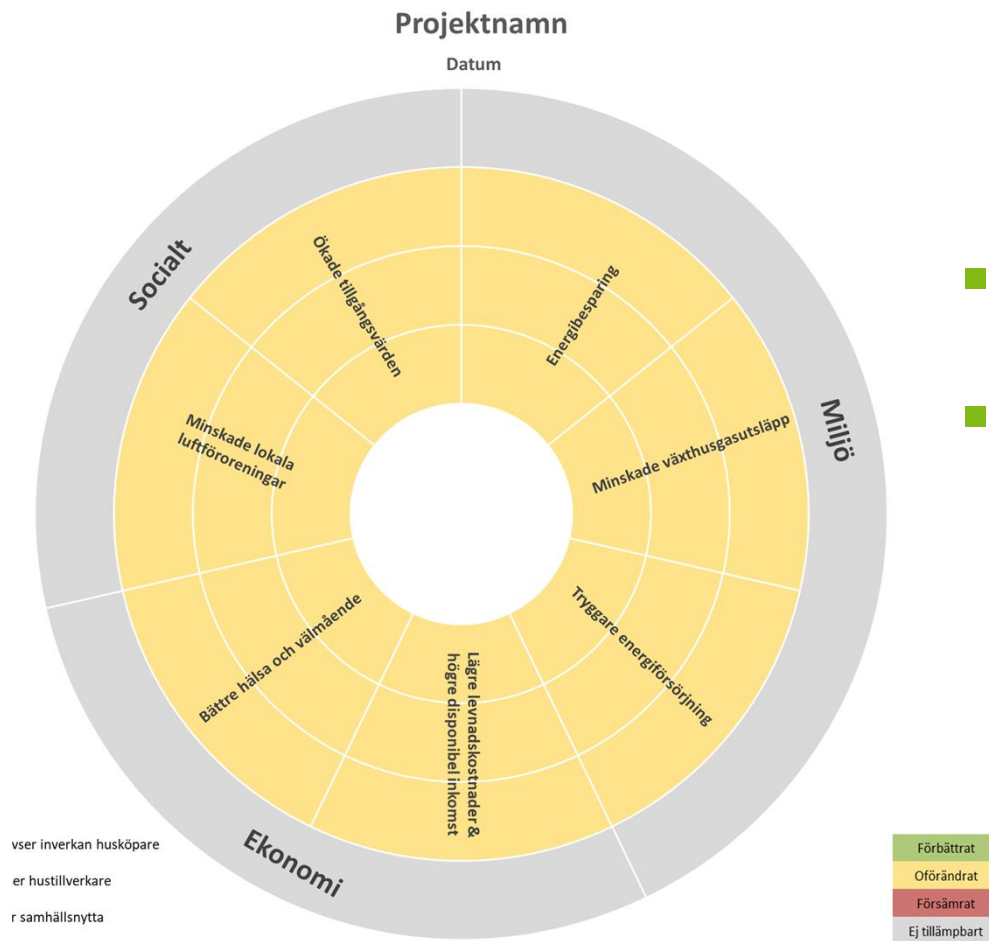 Projektnamn
Datum
Socialt
Miljö
Ekonomi
Ökade tillgångsvärden
Energibesparing
Minskade lokala
luftföroreningar
Minskade växthusgasutsläpp
Bättre hälsa och välmående
Lägre levnadskostnader &
högre disponibel inkomst
Tryggare energiförsörjning
vser inverkan husköpare
er hustillverkare
r samhällsnytta
Förbättrat
Oförändrat
Försämrat
Ej tillämpbart